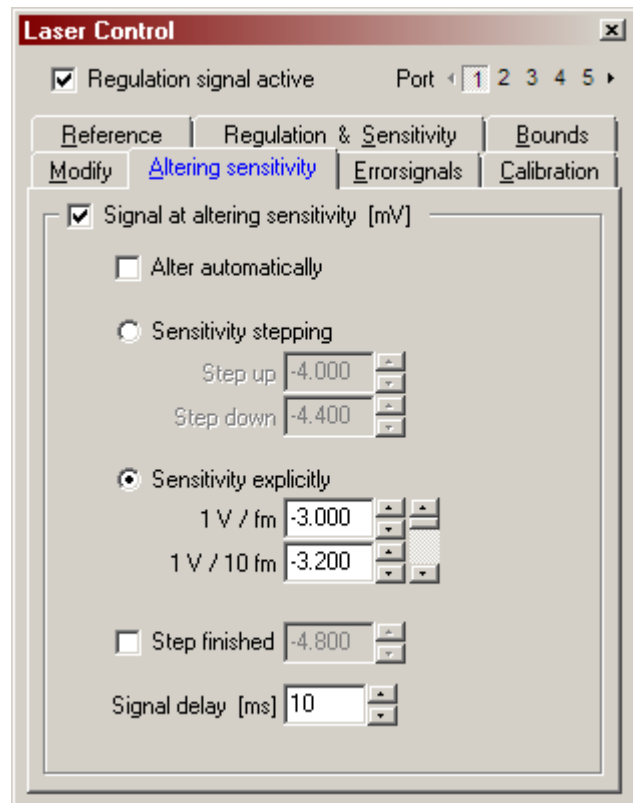 Laser Control
Regulation signal active Port 1 2 3 4 5
Reference Regulation & Sensitivity Bounds
Modify Altering sensitivity Errorsignals Calibration
Signal at altering sensitivity [mV]
Alter automatically
Sensitivity stepping
Step up -4.000
Step down -4.400
Sensitivity explicitly
1 V / fm -3.000
1 V / 10 fm -3.200
Step finished -4.800
Signal delay [ms] 10